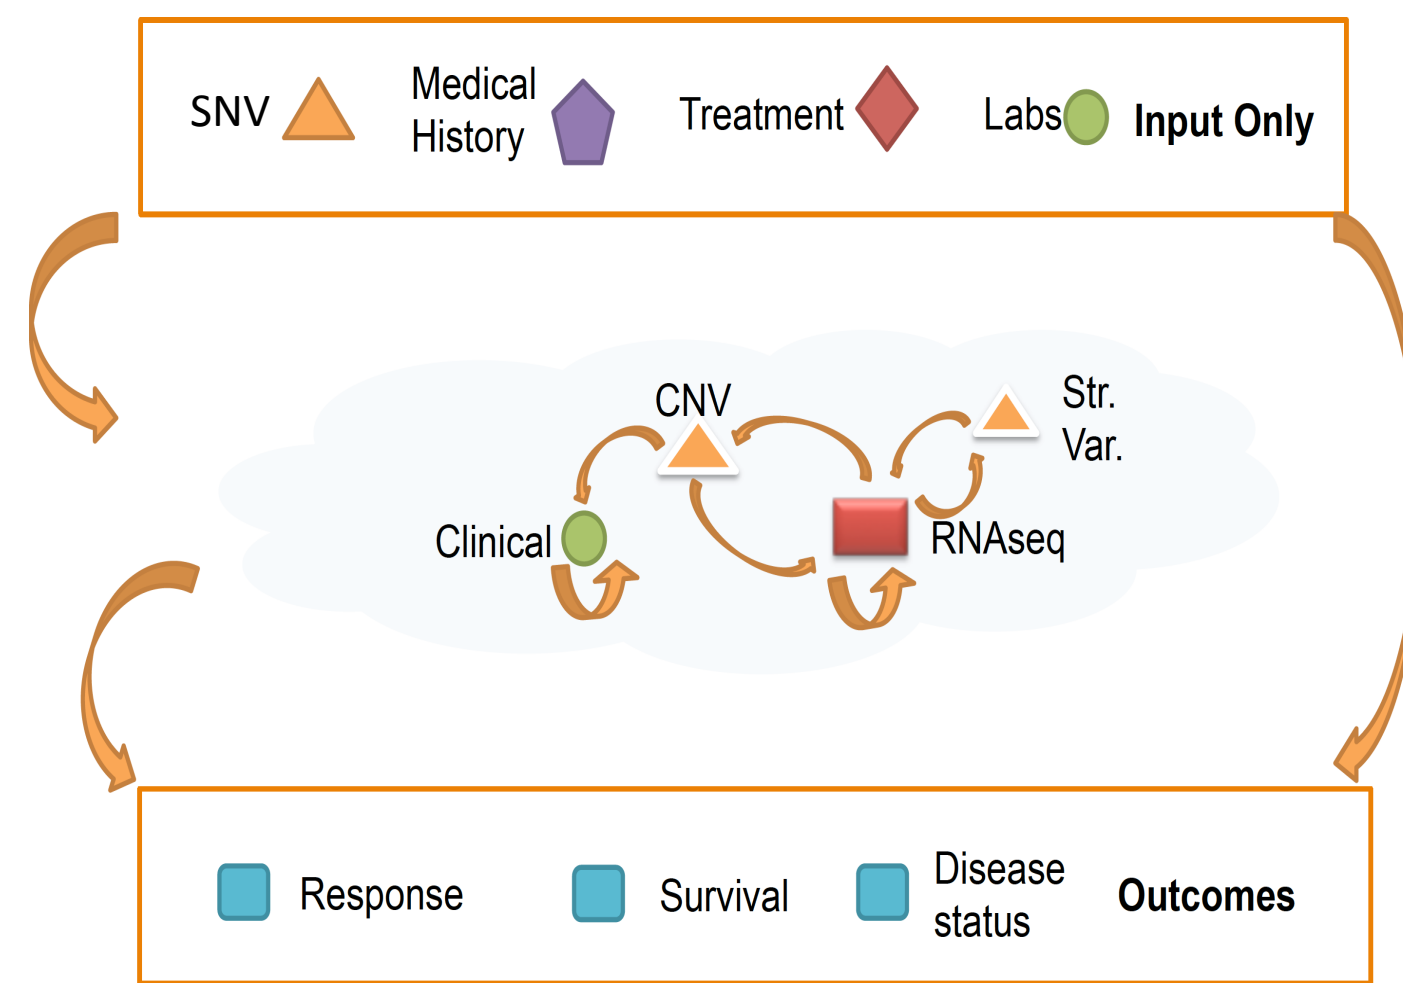 SNV
Medical
History
Treatment
Labs
Input Only
CNV
Str.
Var.
Clinical
RNAseq
Response
Survival
Disease
status
Outcomes